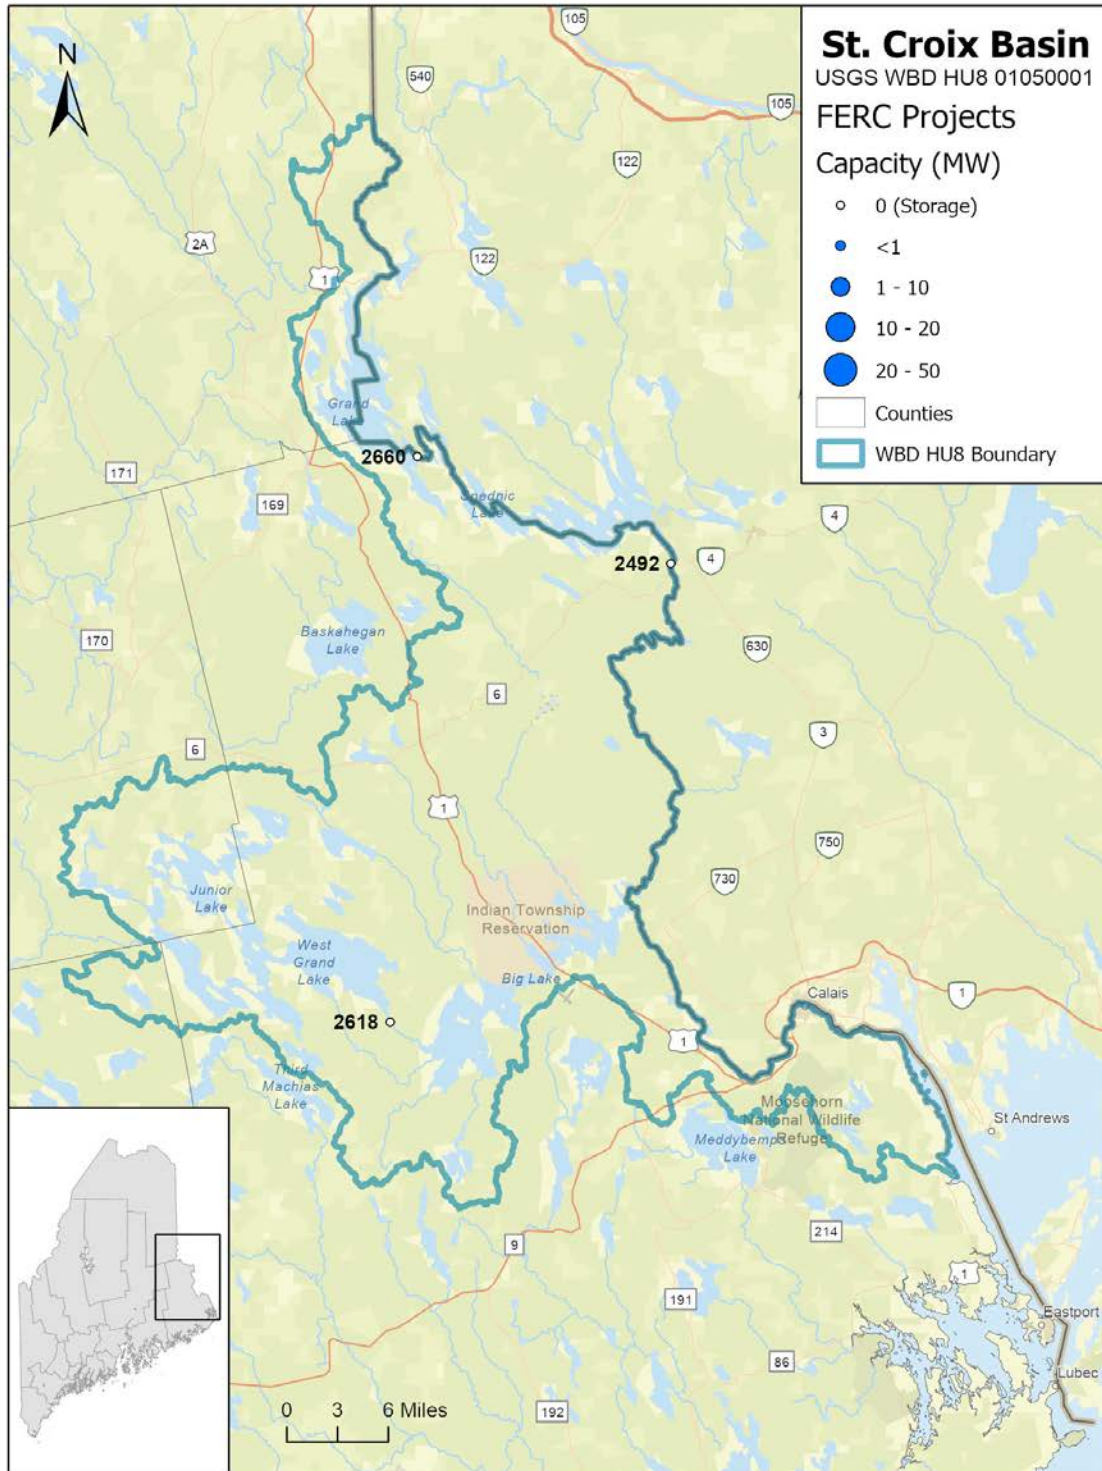 St. Croix Basin
USGS WBD HU8 01050001
FERC Projects
Capacity (MW)
0 (Storage)
<1
1 - 10
10 - 20
20 - 50
Counties
WBD HU8 Boundary
N
105
540
105
122
2A
122
1
Grand
Lake
2660
171
169
Spednic
Lake
4
2492
4
Baskahegan
Lake
170
630
6
3
6
1
750
730
Junior
Lake
Indian Township
Reservation
West
Grand
Lake
Big Lake
Calais
1
2618
1
Third
Machias
Lake
Moosehorn
National Wildlife
Refuge
St Andrews
Meddybemps
Lake
9
214
1
191
Eastport
86
Lubec
0 3 6 Miles
192